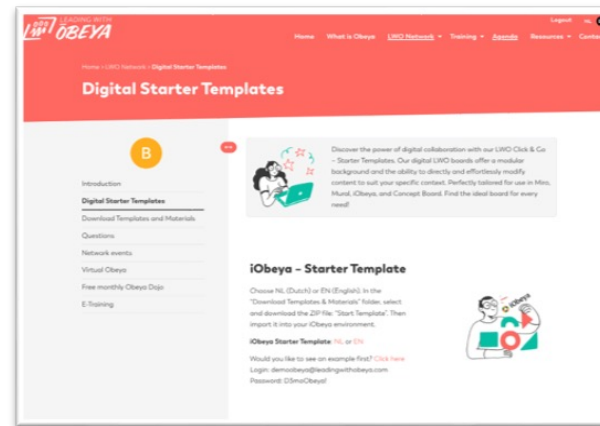 LEADING WITH
ŌBEYA
Logout NL
Home What is Obeya LWO Network Training Agenda Resources Contac
Home > LWO Network > Digital Starter Templates
Digital Starter Templates
B
Introduction
Digital Starter Templates
Download Templates and Materials
Questions
Network events
Virtual Obeya
Free monthly Obeya Dojo
E-Training
Discover the power of digital collaboration with our LWO Click & Go
– Starter Templates. Our digital LWO boards offer a modular
background and the ability to directly and effortlessly modify
content to suit your specific context. Perfectly tailored for use in Miro,
Mural, iObeya, and Concept Board. Find the ideal board for every
need!
iObeya – Starter Template
Choose NL (Dutch) or EN (English). In the
"Download Templates & Materials" folder, select
and download the ZIP file: "Start Template". Then
import it into your iObeya environment.
iObeya Starter Template: NL or EN
Would you like to see an example first? Click here
Login: demoobeya@leadingwithobeya.com
Password: D3moObeya!
iObeya